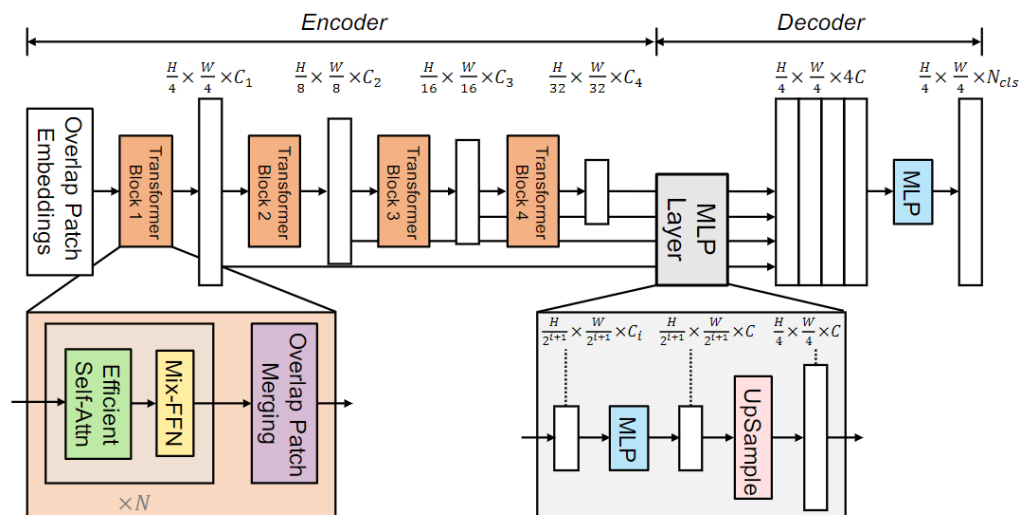 Encoder
Decoder
H/4 × W/4 × C₁
H/8 × W/8 × C₂
H/16 × W/16 × C₃
H/32 × W/32 × C₄
H/4 × W/4 × 4C
H/4 × W/4 × N_cls
Overlap Patch
Embeddings
Transformer
Block 1
Transformer
Block 2
Transformer
Block 3
Transformer
Block 4
MLP
Layer
MLP
Efficient
Self-Attn
Mix-FFN
Overlap Patch
Merging
×N
H/2^{i+1} × W/2^{i+1} × C_i
H/2^{i+1} × W/2^{i+1} × C
H/4 × W/4 × C
MLP
UpSample